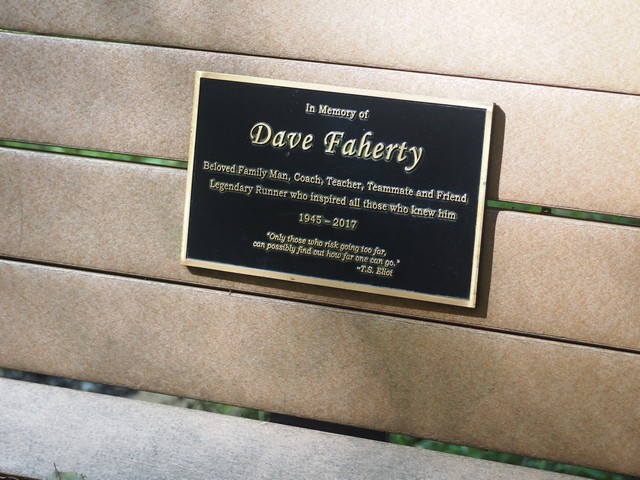 In Memory of
Dave Faherty
Beloved Family Man, Coach, Teacher, Teammate and Friend
Legendary Runner who inspired all those who knew him
1945 – 2017
"Only those who risk going too far,
can possibly find out how far one can go."
–T.S. Eliot